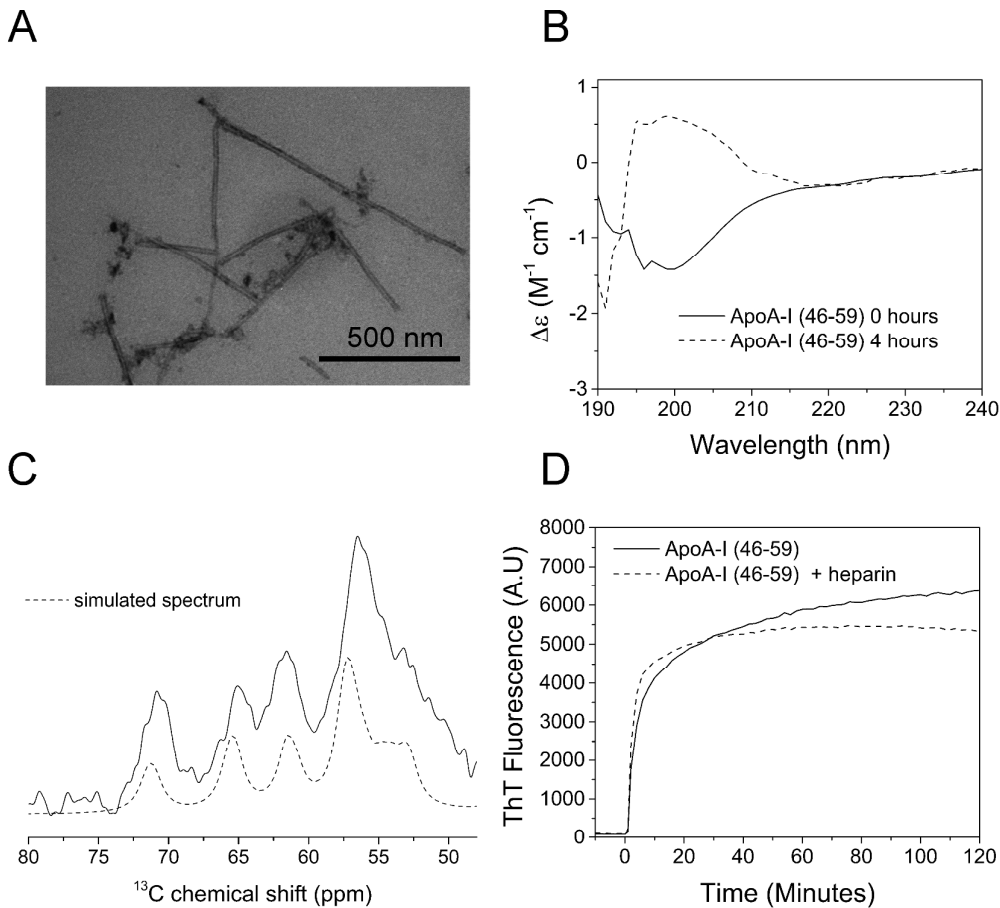 A
500 nm
B
1
0
-1
-2
-3
190
200
210
220
230
240
Δε (M⁻¹ cm⁻¹)
Wavelength (nm)
ApoA-I (46-59) 0 hours
ApoA-I (46-59) 4 hours
C
simulated spectrum
80
75
70
65
60
55
50
¹³C chemical shift (ppm)
D
8000
7000
6000
5000
4000
3000
2000
1000
0
0
20
40
60
80
100
120
ThT Fluorescence (A.U)
Time (Minutes)
ApoA-I (46-59)
ApoA-I (46-59) + heparin